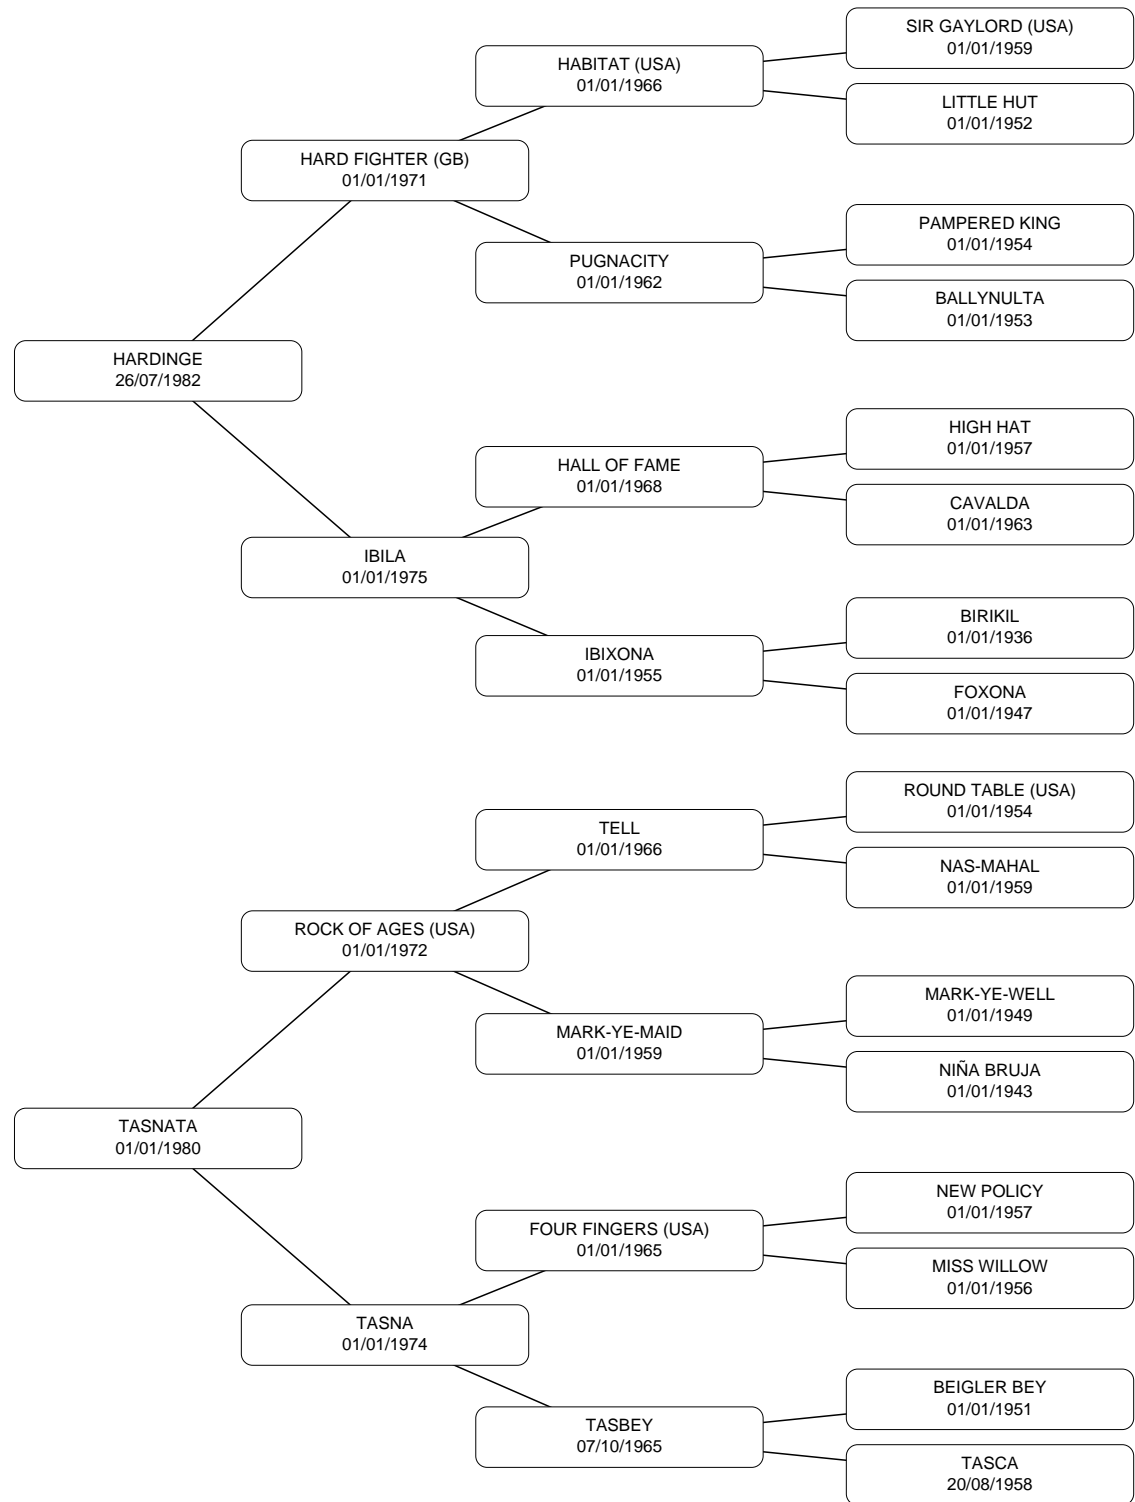 SIR GAYLORD (USA)
01/01/1959
HABITAT (USA)
01/01/1966
LITTLE HUT
01/01/1952
HARD FIGHTER (GB)
01/01/1971
PAMPERED KING
01/01/1954
PUGNACITY
01/01/1962
BALLYNULTA
01/01/1953
HARDINGE
26/07/1982
HIGH HAT
01/01/1957
HALL OF FAME
01/01/1968
CAVALDA
01/01/1963
IBILA
01/01/1975
BIRIKIL
01/01/1936
IBIXONA
01/01/1955
FOXONA
01/01/1947
ROUND TABLE (USA)
01/01/1954
TELL
01/01/1966
NAS-MAHAL
01/01/1959
ROCK OF AGES (USA)
01/01/1972
MARK-YE-WELL
01/01/1949
MARK-YE-MAID
01/01/1959
NIÑA BRUJA
01/01/1943
TASNATA
01/01/1980
NEW POLICY
01/01/1957
FOUR FINGERS (USA)
01/01/1965
MISS WILLOW
01/01/1956
TASNA
01/01/1974
BEIGLER BEY
01/01/1951
TASBEY
07/10/1965
TASCA
20/08/1958